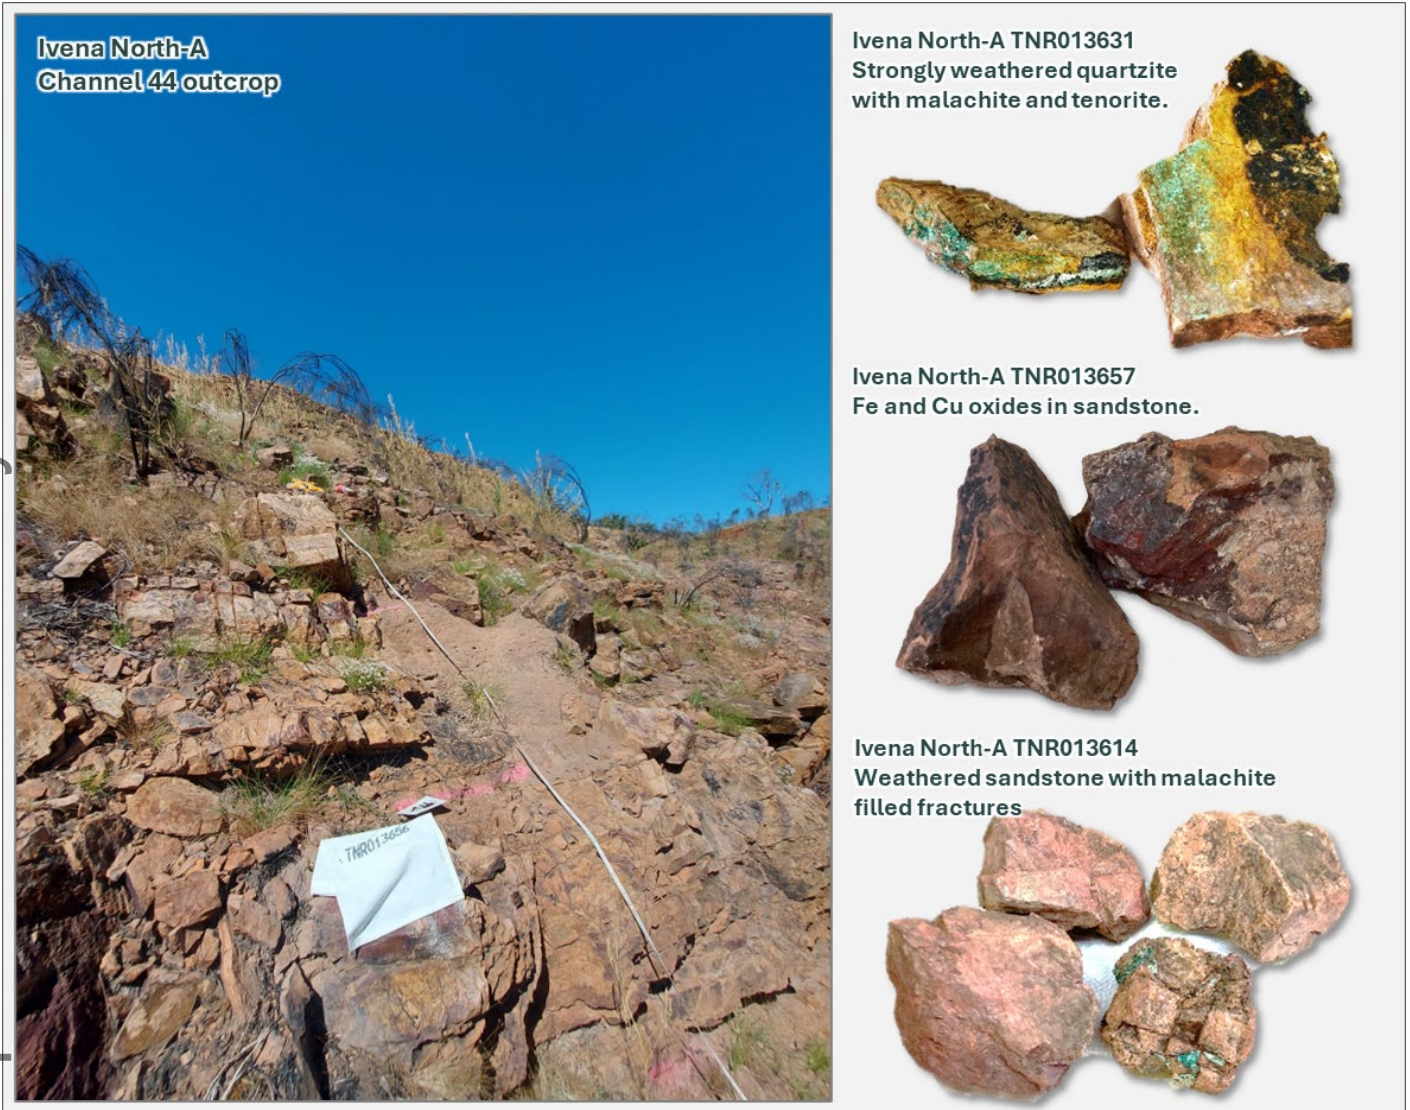 Ivena North-A
Channel 44 outcrop
Ivena North-A TNR013631
Strongly weathered quartzite
with malachite and tenorite.
Ivena North-A TNR013657
Fe and Cu oxides in sandstone.
Ivena North-A TNR013614
Weathered sandstone with malachite
filled fractures
TNR013656